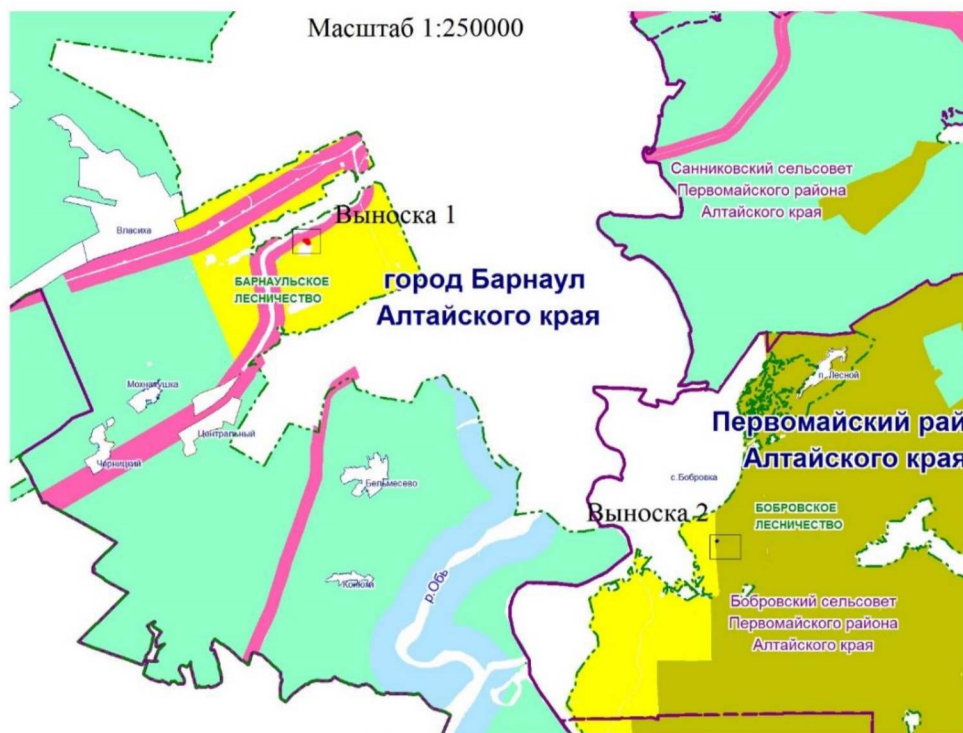 Масштаб 1:250000
Санниковский сельсовет
Первомайского района
Алтайского края
Выноска 1
Власиха
БАРНАУЛЬСКОЕ
ЛЕСНИЧЕСТВО
город Барнаул
Алтайского края
п. Лесной
Мохнатушка
Центральный
Черницкий
Первомайский рай
Алтайского края
Бельмесево
с.Бобровка
Выноска 2
БОБРОВСКОЕ
ЛЕСНИЧЕСТВО
р.Обь
Бобровский сельсовет
Первомайского района
Алтайского края